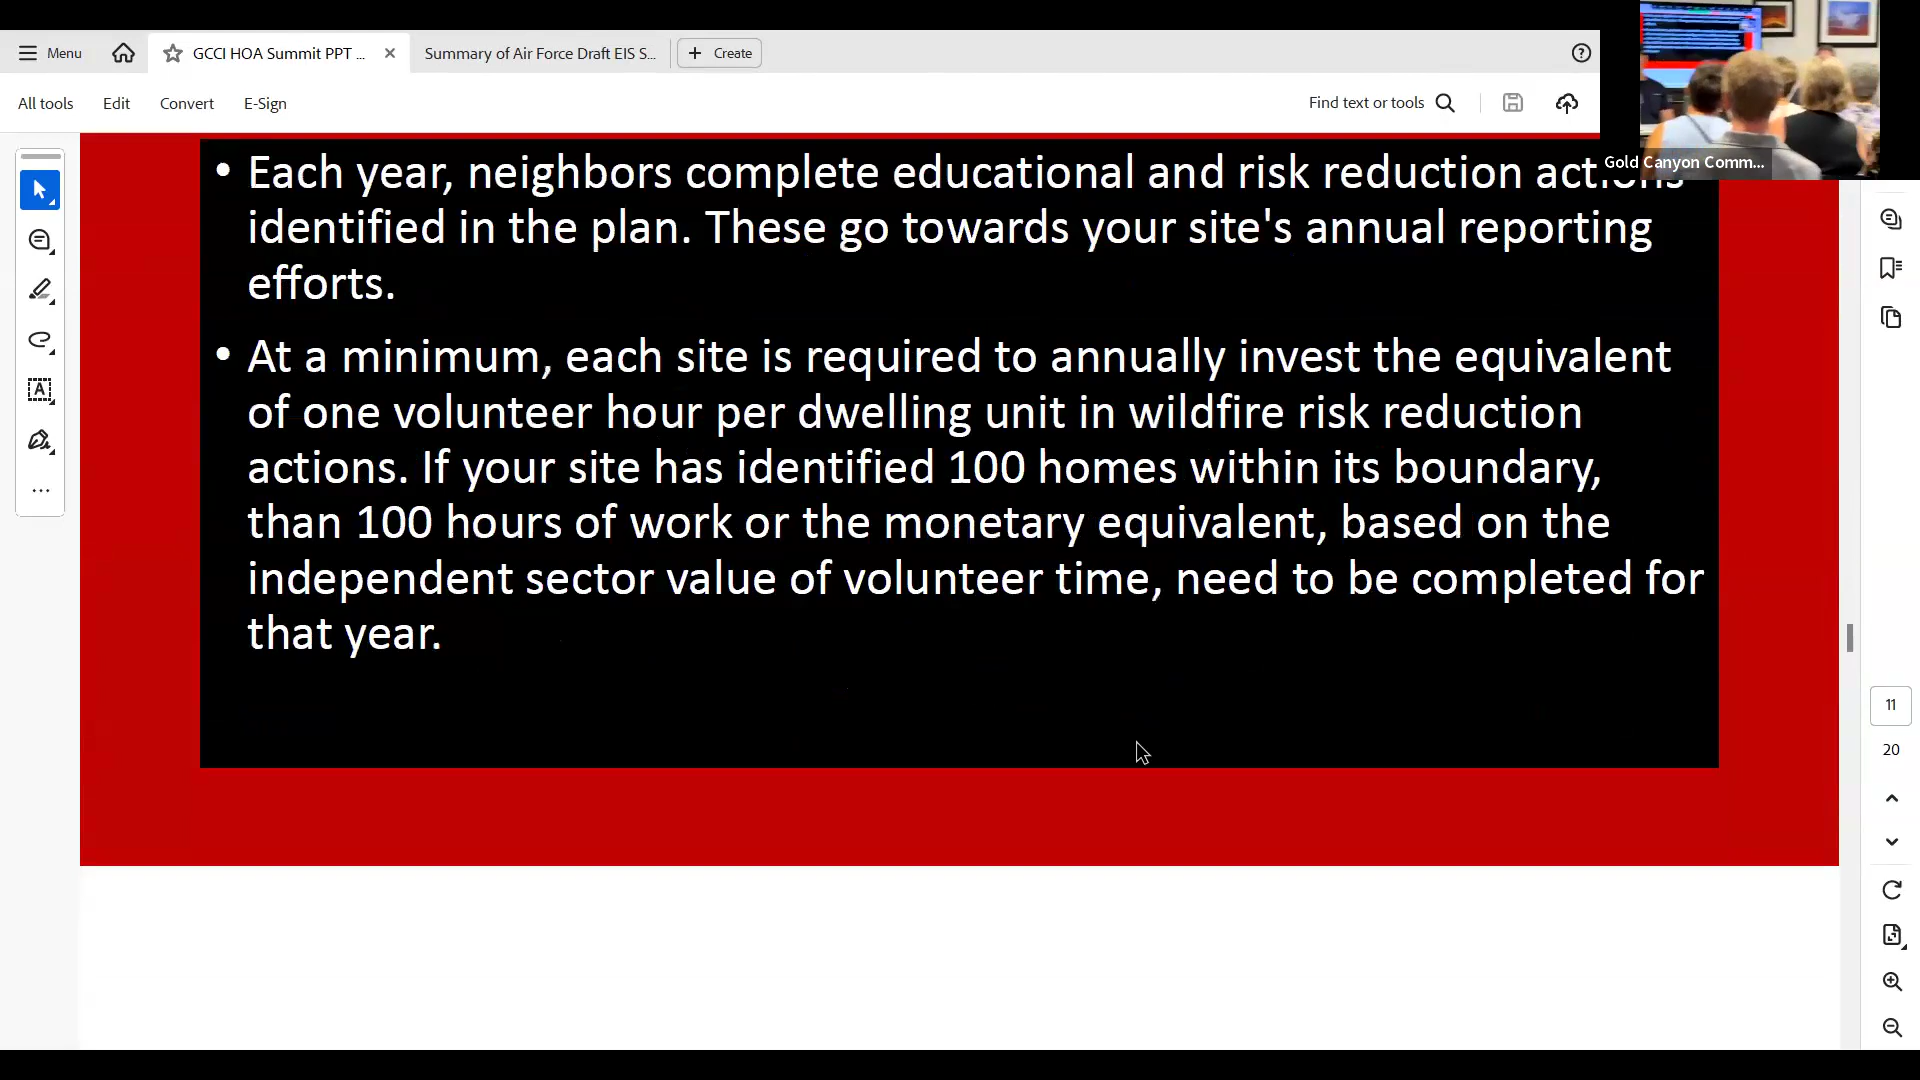 Menu
GCCI HOA Summit PPT ...
Summary of Air Force Draft EIS S...
Create
All tools
Edit
Convert
E-Sign
Find text or tools
Gold Canyon Comm...
• Each year, neighbors complete educational and risk reduction actions
identified in the plan. These go towards your site's annual reporting
efforts.
• At a minimum, each site is required to annually invest the equivalent
of one volunteer hour per dwelling unit in wildfire risk reduction
actions. If your site has identified 100 homes within its boundary,
than 100 hours of work or the monetary equivalent, based on the
independent sector value of volunteer time, need to be completed for
that year.
11
20